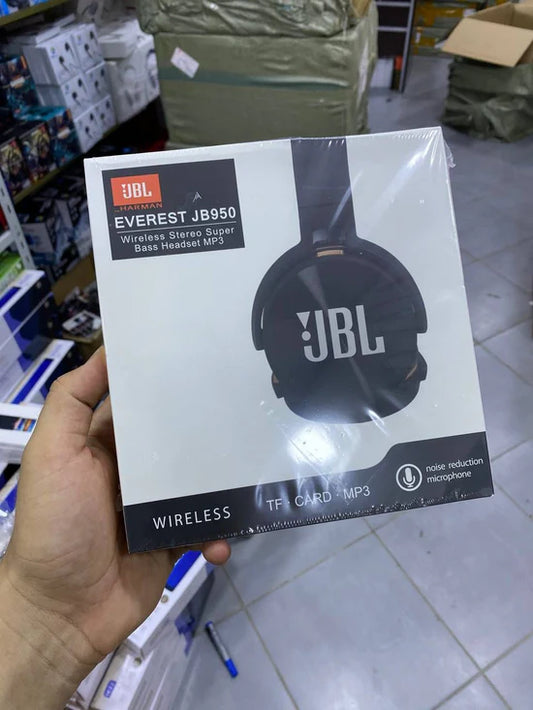 JBL
HARMAN
EVEREST JB950
Wireless Stereo Super
Bass Headset MP3
JBL
noise reduction
microphone
TF · CARD · MP3
WIRELESS